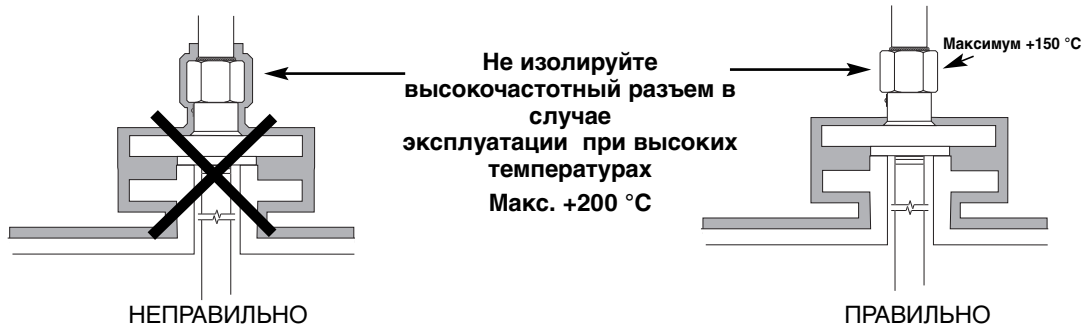 Не изолируйте
высокочастотный разъем в
случае
эксплуатации при высоких
температурах
Макс. +200 °C
Максимум +150 °C
НЕПРАВИЛЬНО
ПРАВИЛЬНО